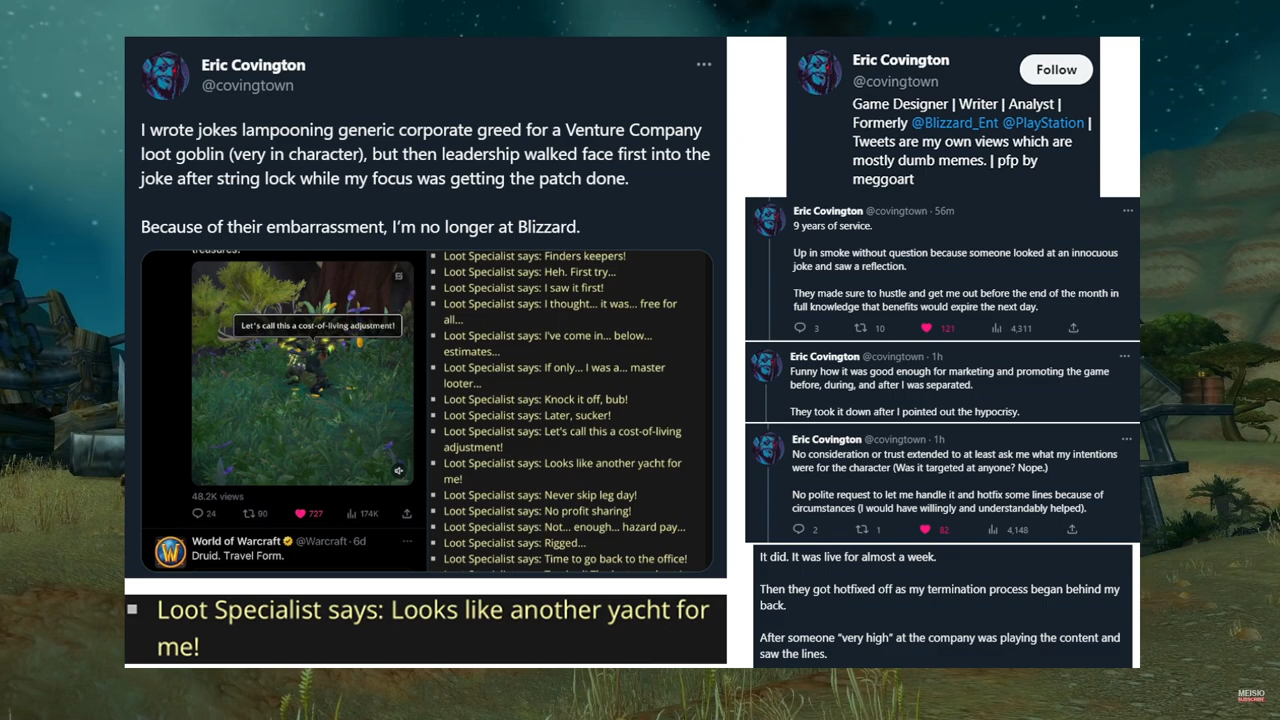 Eric Covington
@covingtown
I wrote jokes lampooning generic corporate greed for a Venture Company
loot goblin (very in character), but then leadership walked face first into the
joke after string lock while my focus was getting the patch done.
Because of their embarrassment, I'm no longer at Blizzard.
treasures.
Let's call this a cost-of-living adjustment!
48.2K views
24 90 727 174K
World of Warcraft @Warcraft · 6d
Druid. Travel Form.
Loot Specialist says: Finders keepers!
Loot Specialist says: Heh. First try...
Loot Specialist says: I saw it first!
Loot Specialist says: I thought... it was... free for
all...
Loot Specialist says: I've come in... below...
estimates...
Loot Specialist says: If only... I was a... master
looter...
Loot Specialist says: Knock it off, bub!
Loot Specialist says: Later, sucker!
Loot Specialist says: Let's call this a cost-of-living
adjustment!
Loot Specialist says: Looks like another yacht for
me!
Loot Specialist says: Never skip leg day!
Loot Specialist says: No profit sharing!
Loot Specialist says: Not... enough... hazard pay...
Loot Specialist says: Rigged...
Loot Specialist says: Time to go back to the office!
Loot Specialist says: Looks like another yacht for
me!
Eric Covington
@covingtown
Follow
Game Designer | Writer | Analyst |
Formerly @Blizzard_Ent @PlayStation |
Tweets are my own views which are
mostly dumb memes. | pfp by
meggoart
Eric Covington @covingtown · 56m
9 years of service.
Up in smoke without question because someone looked at an innocuous
joke and saw a reflection.
They made sure to hustle and get me out before the end of the month in
full knowledge that benefits would expire the next day.
3 10 121 4,311
Eric Covington @covingtown · 1h
Funny how it was good enough for marketing and promoting the game
before, during, and after I was separated.
They took it down after I pointed out the hypocrisy.
Eric Covington @covingtown · 1h
No consideration or trust extended to at least ask me what my intentions
were for the character (Was it targeted at anyone? Nope.)
No polite request to let me handle it and hotfix some lines because of
circumstances (I would have willingly and understandably helped).
2 1 82 4,148
It did. It was live for almost a week.
Then they got hotfixed off as my termination process began behind my
back.
After someone "very high" at the company was playing the content and
saw the lines.
MEISIO
SUBSCRIBE